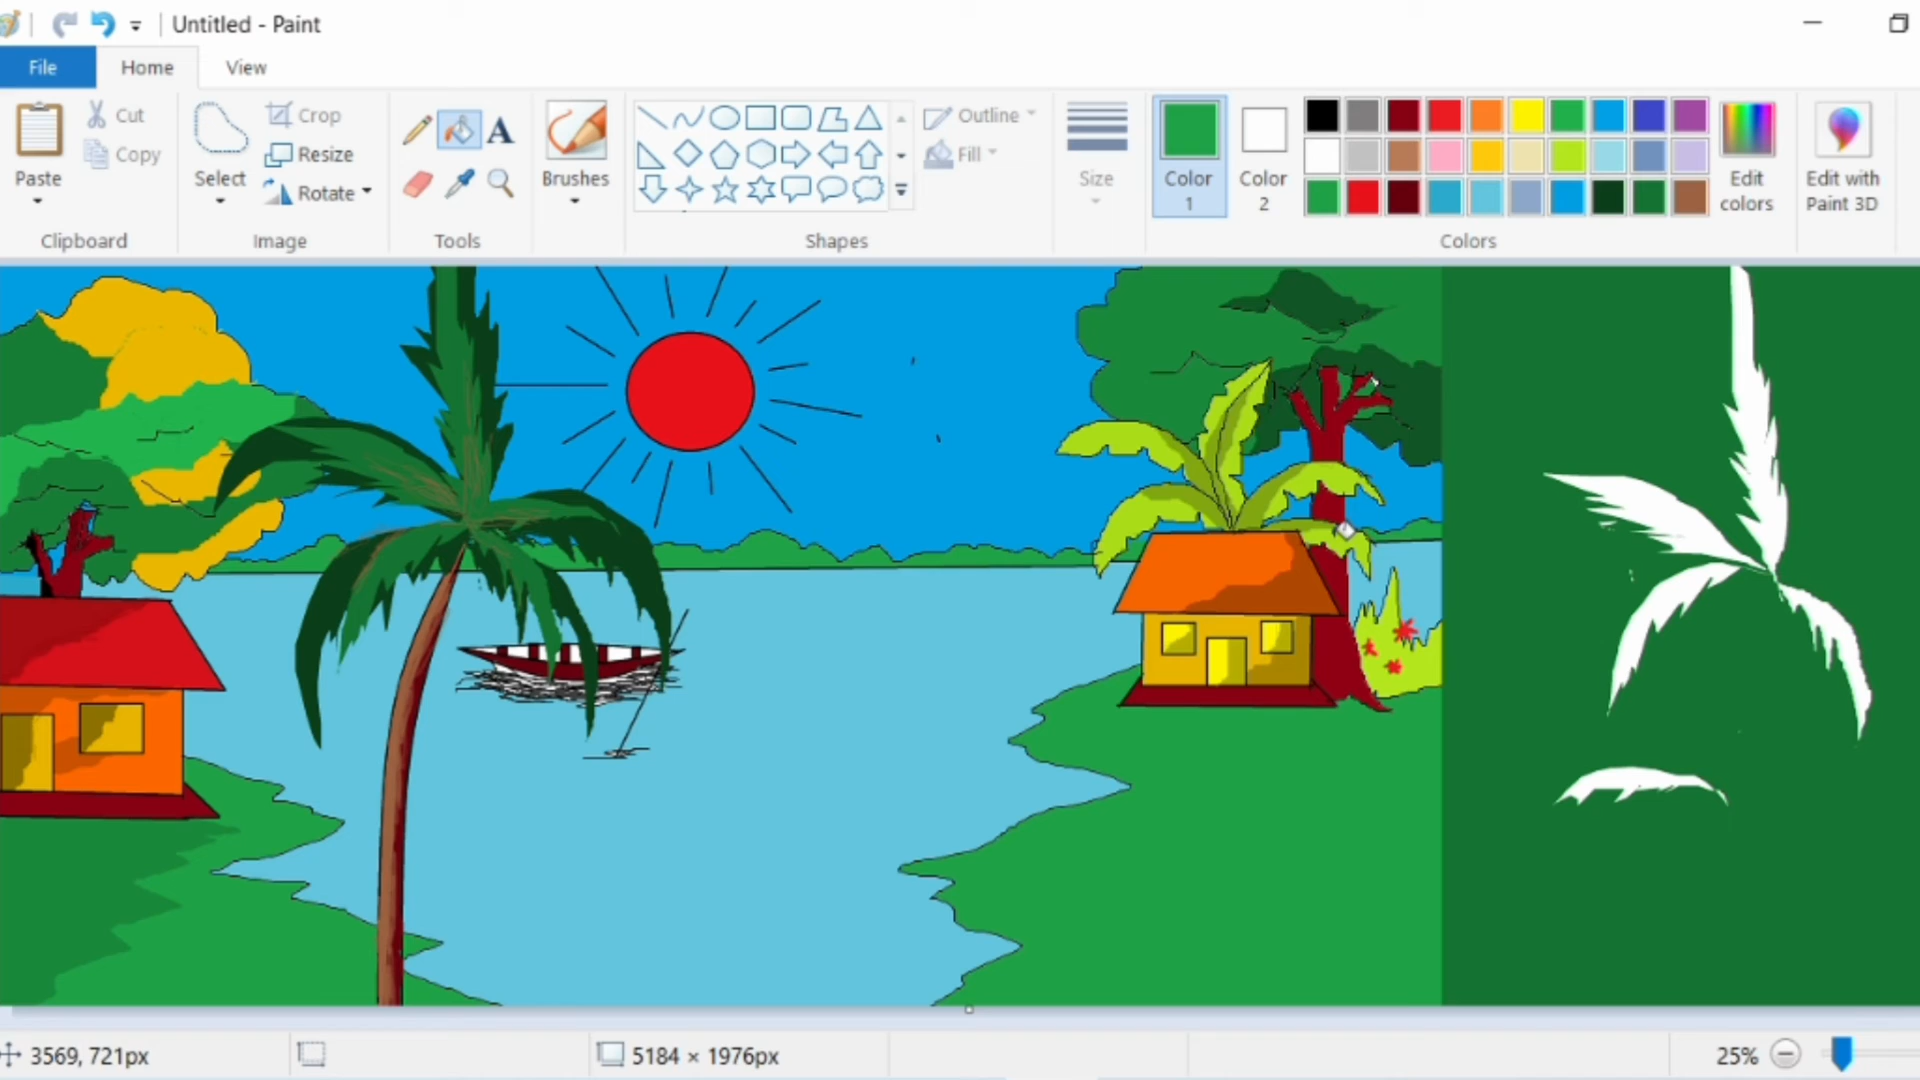 Untitled - Paint
File Home View
Paste
Cut
Copy
Clipboard
Select
Crop
Resize
Rotate
Image
A
Tools
Brushes
Shapes
Outline
Fill
Size
Color
1
Color
2
Edit
colors
Colors
Edit with
Paint 3D
3569, 721px
5184 × 1976px
25%